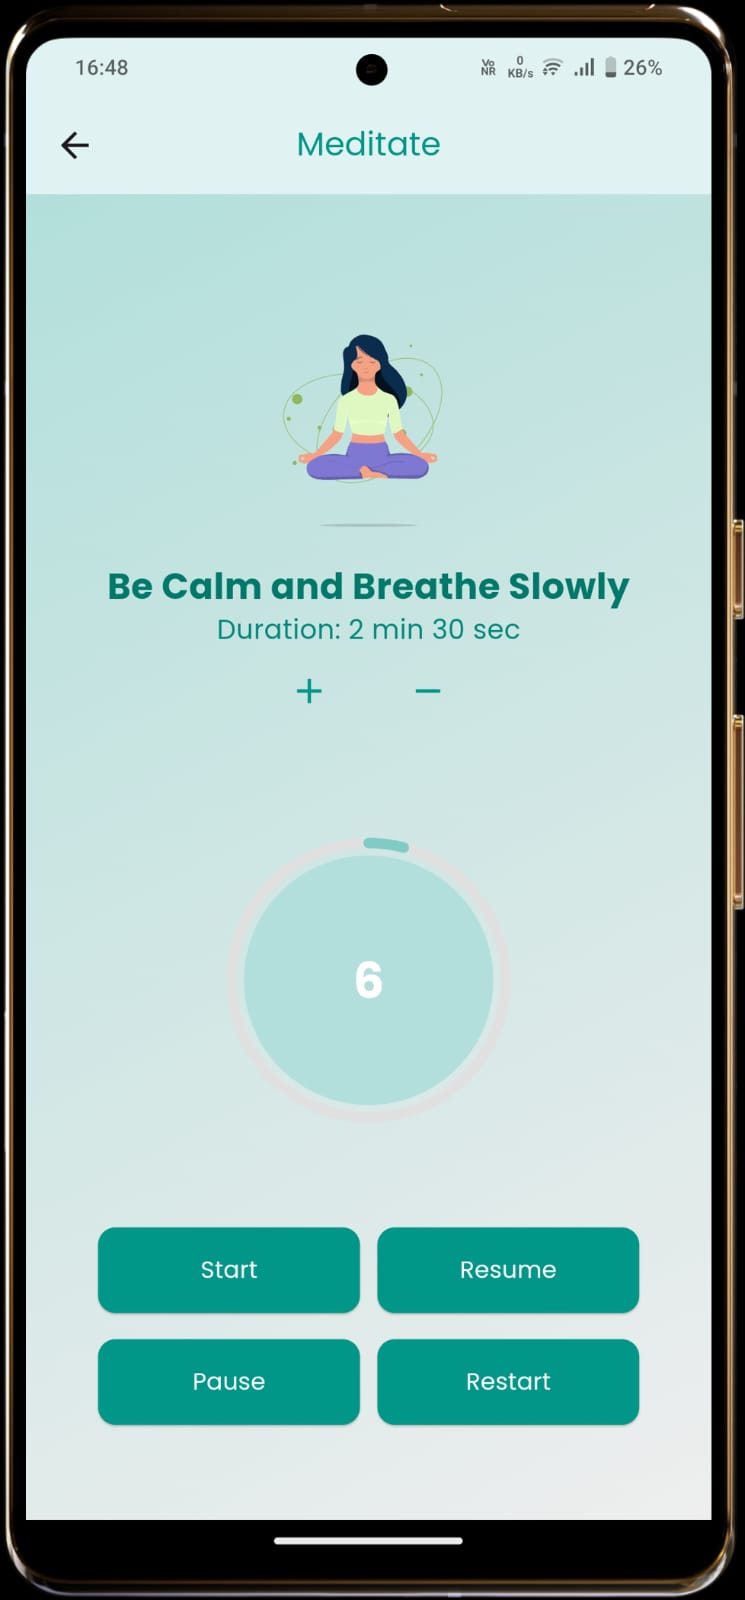 16:48 Vo NR 0 KB/s 26%
Meditate
Be Calm and Breathe Slowly
Duration: 2 min 30 sec
+ −
6
Start Resume
Pause Restart